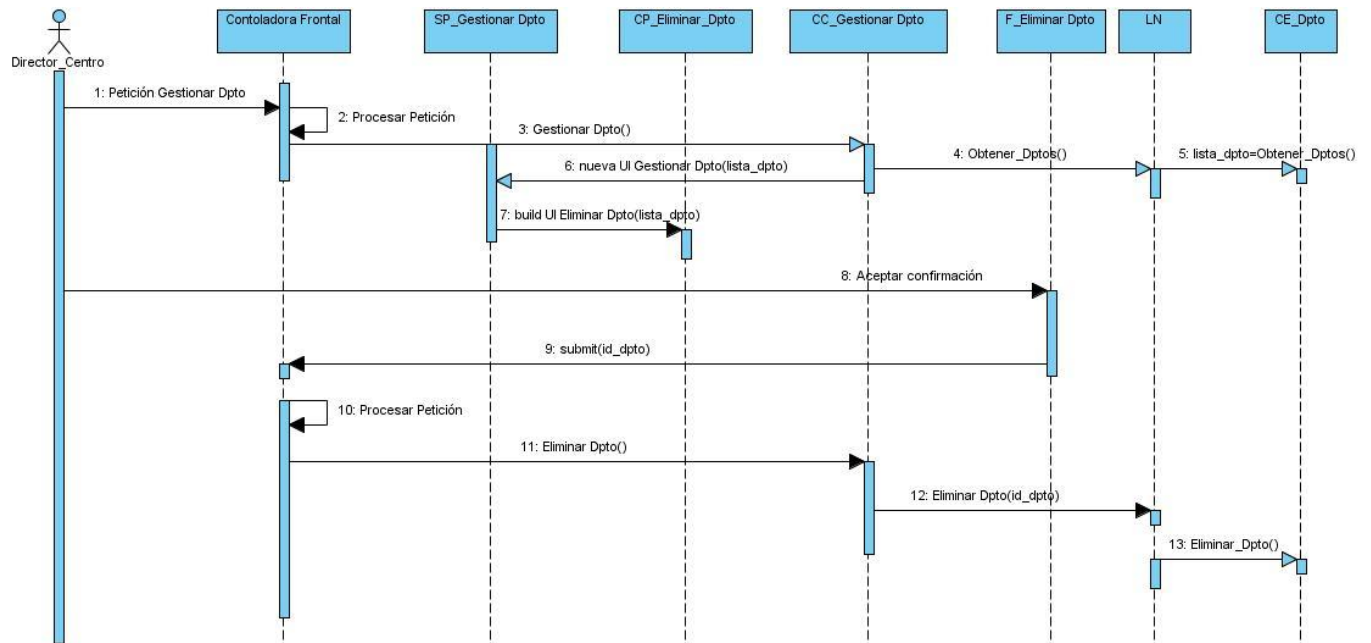 Contoladora Frontal
SP_Gestionar Dpto
CP_Eliminar_Dpto
CC_Gestionar Dpto
F_Eliminar Dpto
LN
CE_Dpto
Director_Centro
1: Petición Gestionar Dpto
2: Procesar Petición
3: Gestionar Dpto()
4: Obtener_Dptos()
5: lista_dpto=Obtener_Dptos()
6: nueva UI Gestionar Dpto(lista_dpto)
7: build UI Eliminar Dpto(lista_dpto)
8: Aceptar confirmación
9: submit(id_dpto)
10: Procesar Petición
11: Eliminar Dpto()
12: Eliminar Dpto(id_dpto)
13: Eliminar_Dpto()